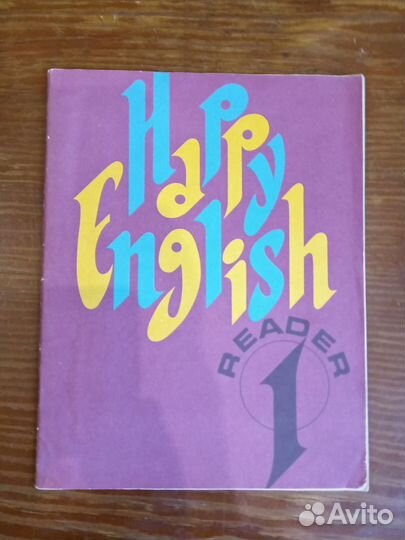 Happy
English
READER
1
Avito